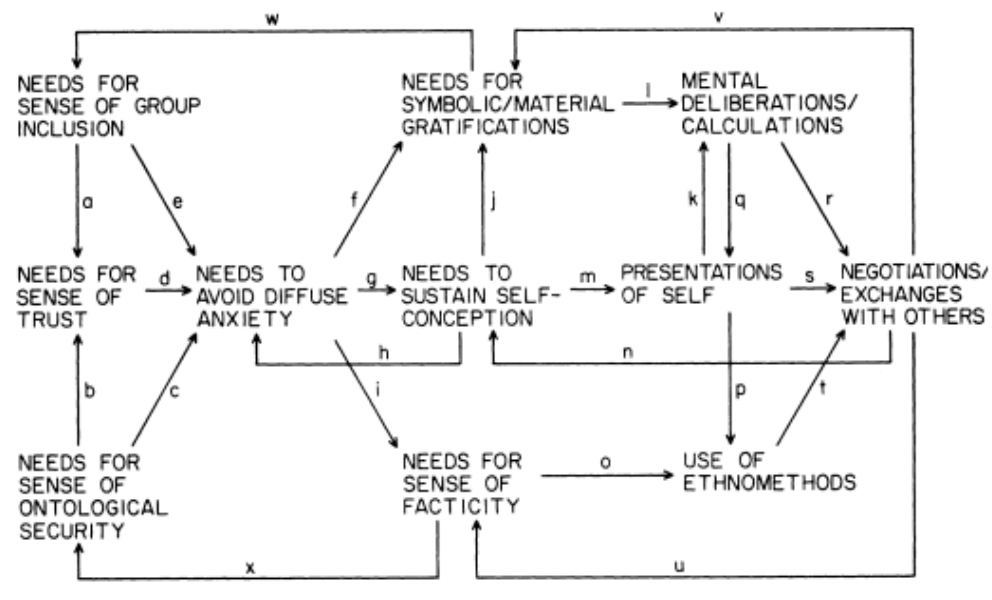 w
v
NEEDS FOR
SENSE OF GROUP
INCLUSION
NEEDS FOR
SYMBOLIC/MATERIAL
GRATIFICATIONS
l
MENTAL
DELIBERATIONS/
CALCULATIONS
a
e
f
j
k
q
r
NEEDS FOR
SENSE OF
TRUST
d
NEEDS TO
AVOID DIFFUSE
ANXIETY
g
NEEDS TO
SUSTAIN SELF-
CONCEPTION
m
PRESENTATIONS
OF SELF
s
NEGOTIATIONS/
EXCHANGES
WITH OTHERS
h
n
b
c
i
p
t
NEEDS FOR
SENSE OF
ONTOLOGICAL
SECURITY
NEEDS FOR
SENSE OF
FACTICITY
o
USE OF
ETHNOMETHODS
x
u